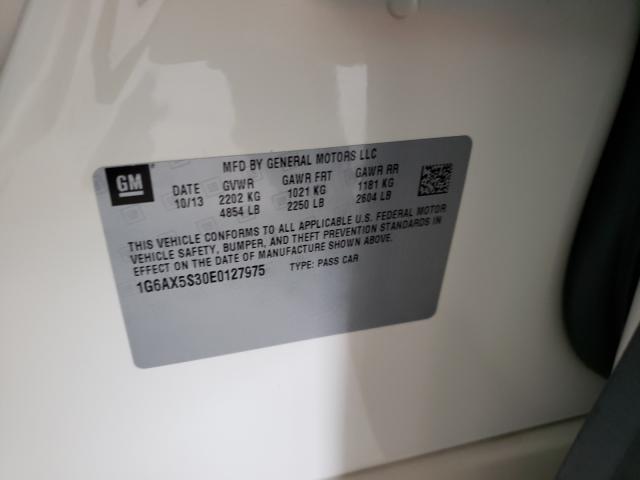 MFD BY GENERAL MOTORS LLC
GM
DATE GVWR GAWR FRT GAWR RR
10/13 2202 KG 1021 KG 1181 KG
4854 LB 2250 LB 2604 LB
THIS VEHICLE CONFORMS TO ALL APPLICABLE U.S. FEDERAL MOTOR
VEHICLE SAFETY, BUMPER, AND THEFT PREVENTION STANDARDS IN
EFFECT ON THE DATE OF MANUFACTURE SHOWN ABOVE.
1G6AX5S30E0127975 TYPE: PASS CAR